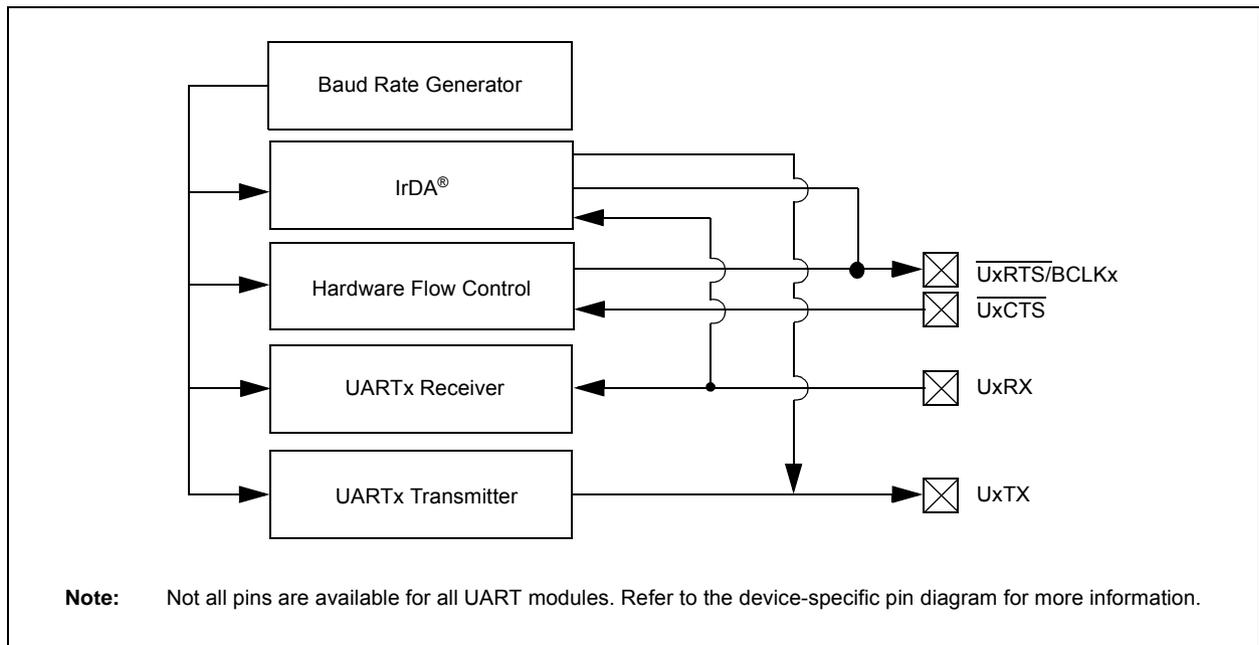 Baud Rate Generator
IrDA®
Hardware Flow Control
UxRTS/BCLKx
UxCTS
UARTx Receiver
UxRX
UARTx Transmitter
UxTX
Note: Not all pins are available for all UART modules. Refer to the device-specific pin diagram for more information.